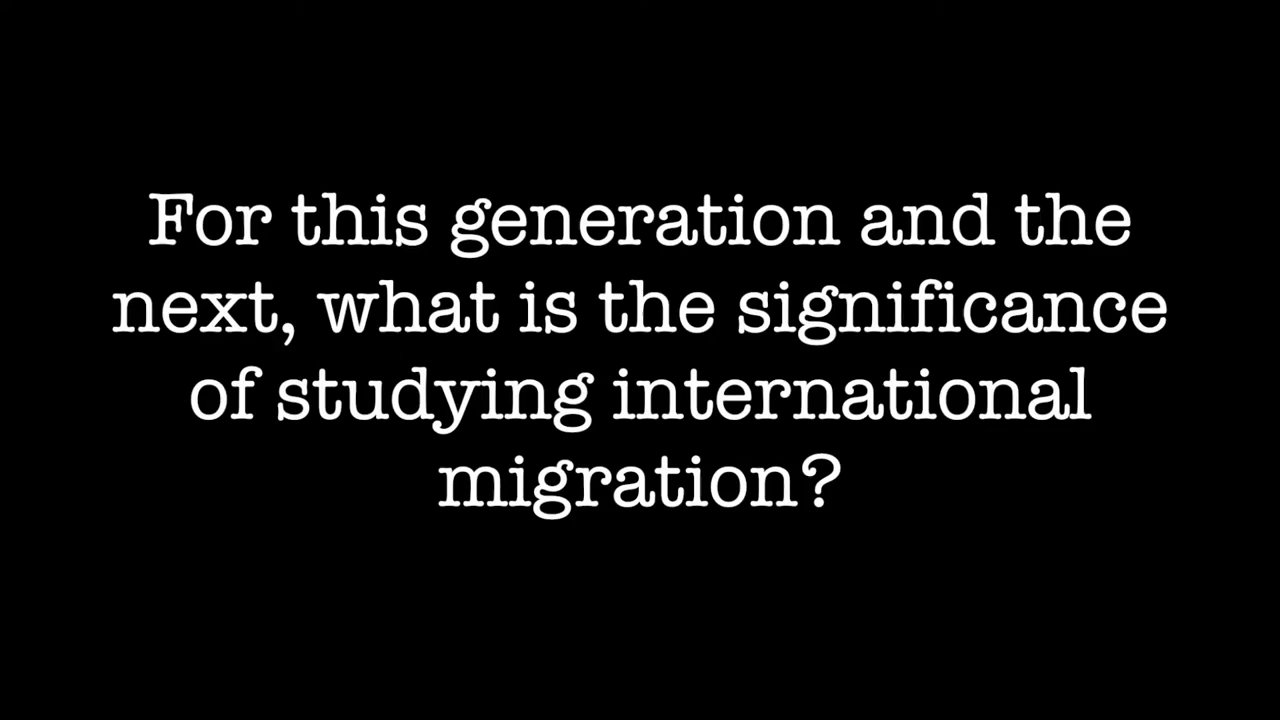 For this generation and the
next, what is the significance
of studying international
migration?